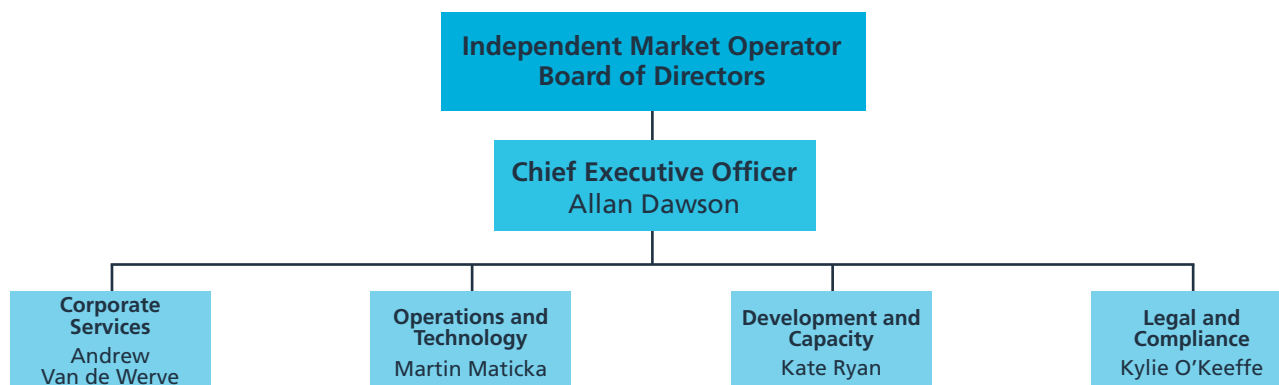 Independent Market Operator
Board of Directors
Chief Executive Officer
Allan Dawson
Corporate
Services
Andrew
Van de Werve
Operations and
Technology
Martin Maticka
Development and
Capacity
Kate Ryan
Legal and
Compliance
Kylie O’Keeffe